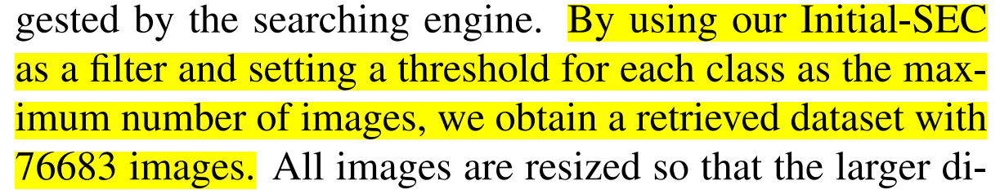 gested by the searching engine. By using our Initial-SEC
as a filter and setting a threshold for each class as the max-
imum number of images, we obtain a retrieved dataset with
76683 images. All images are resized so that the larger di-